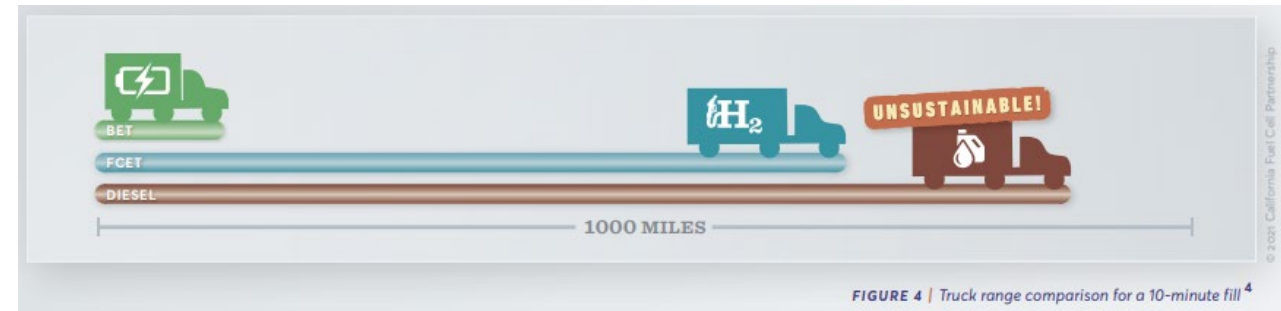 BET
H2
UNSUSTAINABLE!
FCET
DIESEL
1000 MILES
© 2021 California Fuel Cell Partnership
FIGURE 4 | Truck range comparison for a 10-minute fill 4